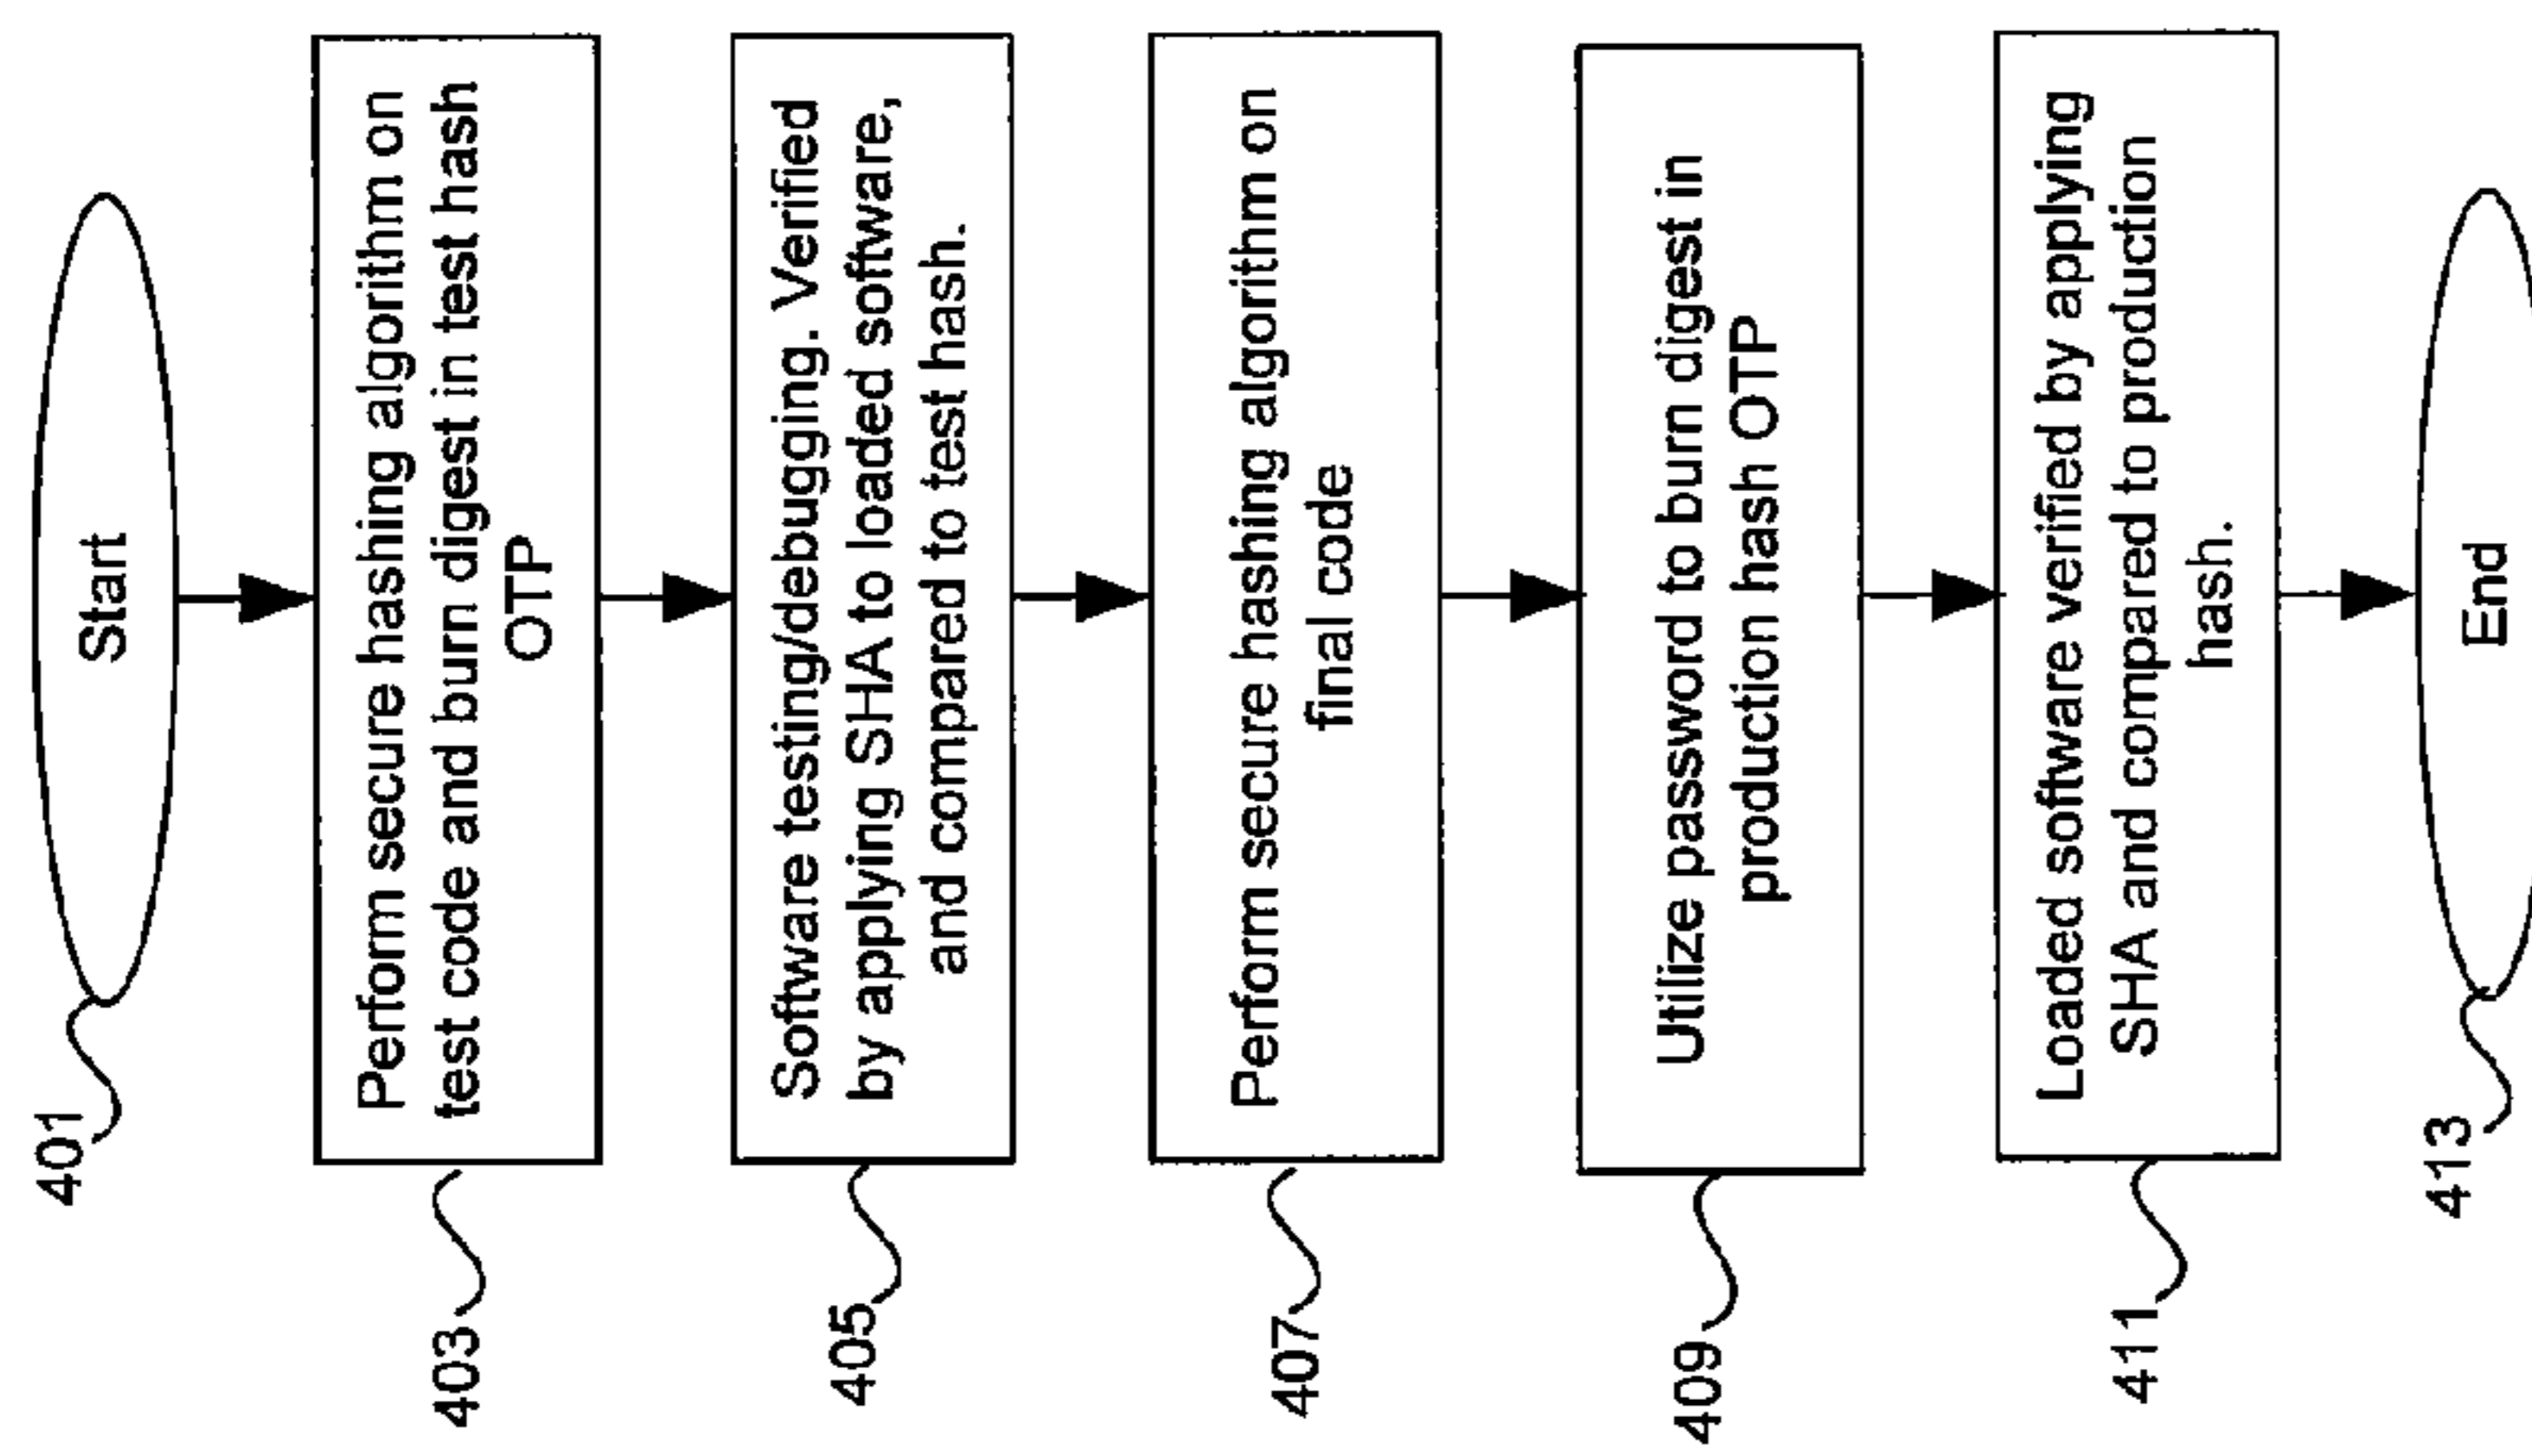 401
Start
403
Perform secure hashing algorithm on
test code and burn digest in test hash
OTP
405
Software testing/debugging. Verified
by applying SHA to loaded software,
and compared to test hash.
407
Perform secure hashing algorithm on
final code
409
Utilize password to burn digest in
production hash OTP
411
Loaded software verified by applying
SHA and compared to production
hash.
413
End